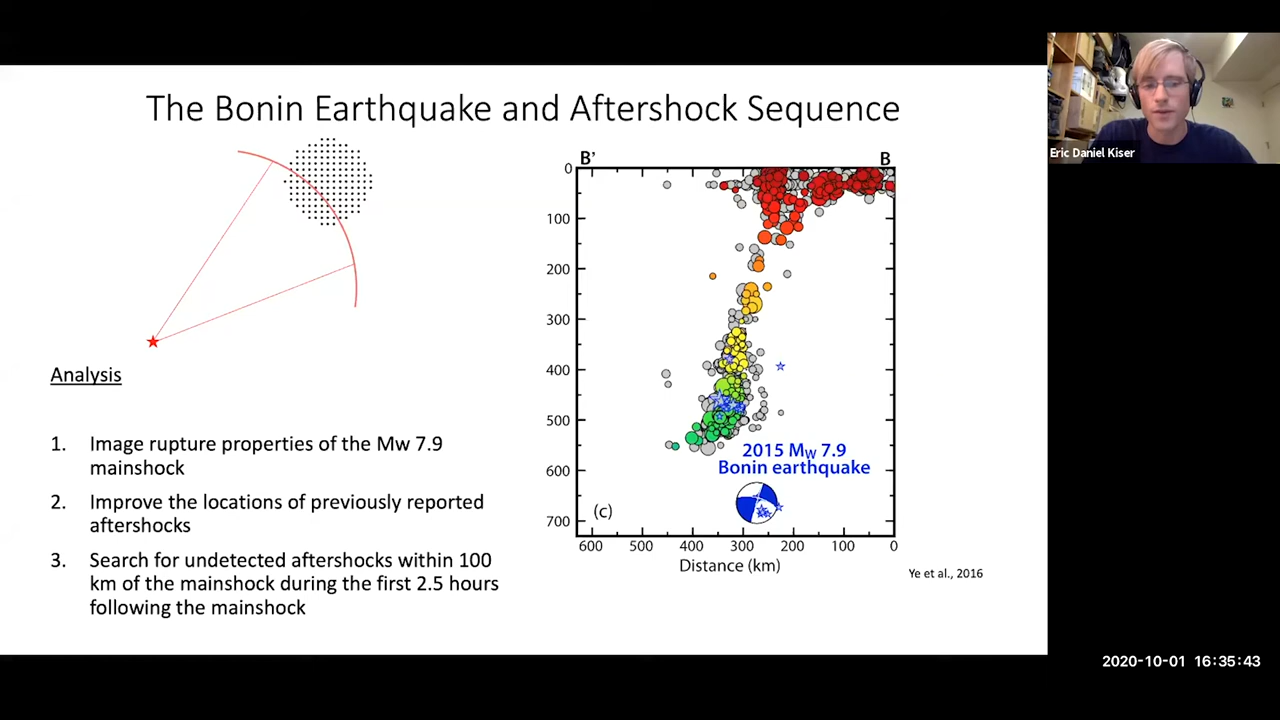 The Bonin Earthquake and Aftershock Sequence
Eric Daniel Kiser
Analysis
1. Image rupture properties of the Mw 7.9
mainshock
2. Improve the locations of previously reported
aftershocks
3. Search for undetected aftershocks within 100
km of the mainshock during the first 2.5 hours
following the mainshock
B’ B
0
100
200
300
400
500
600
700
2015 MW 7.9
Bonin earthquake
(c)
600 500 400 300 200 100 0
Distance (km)
Ye et al., 2016
2020-10-01 16:35:43